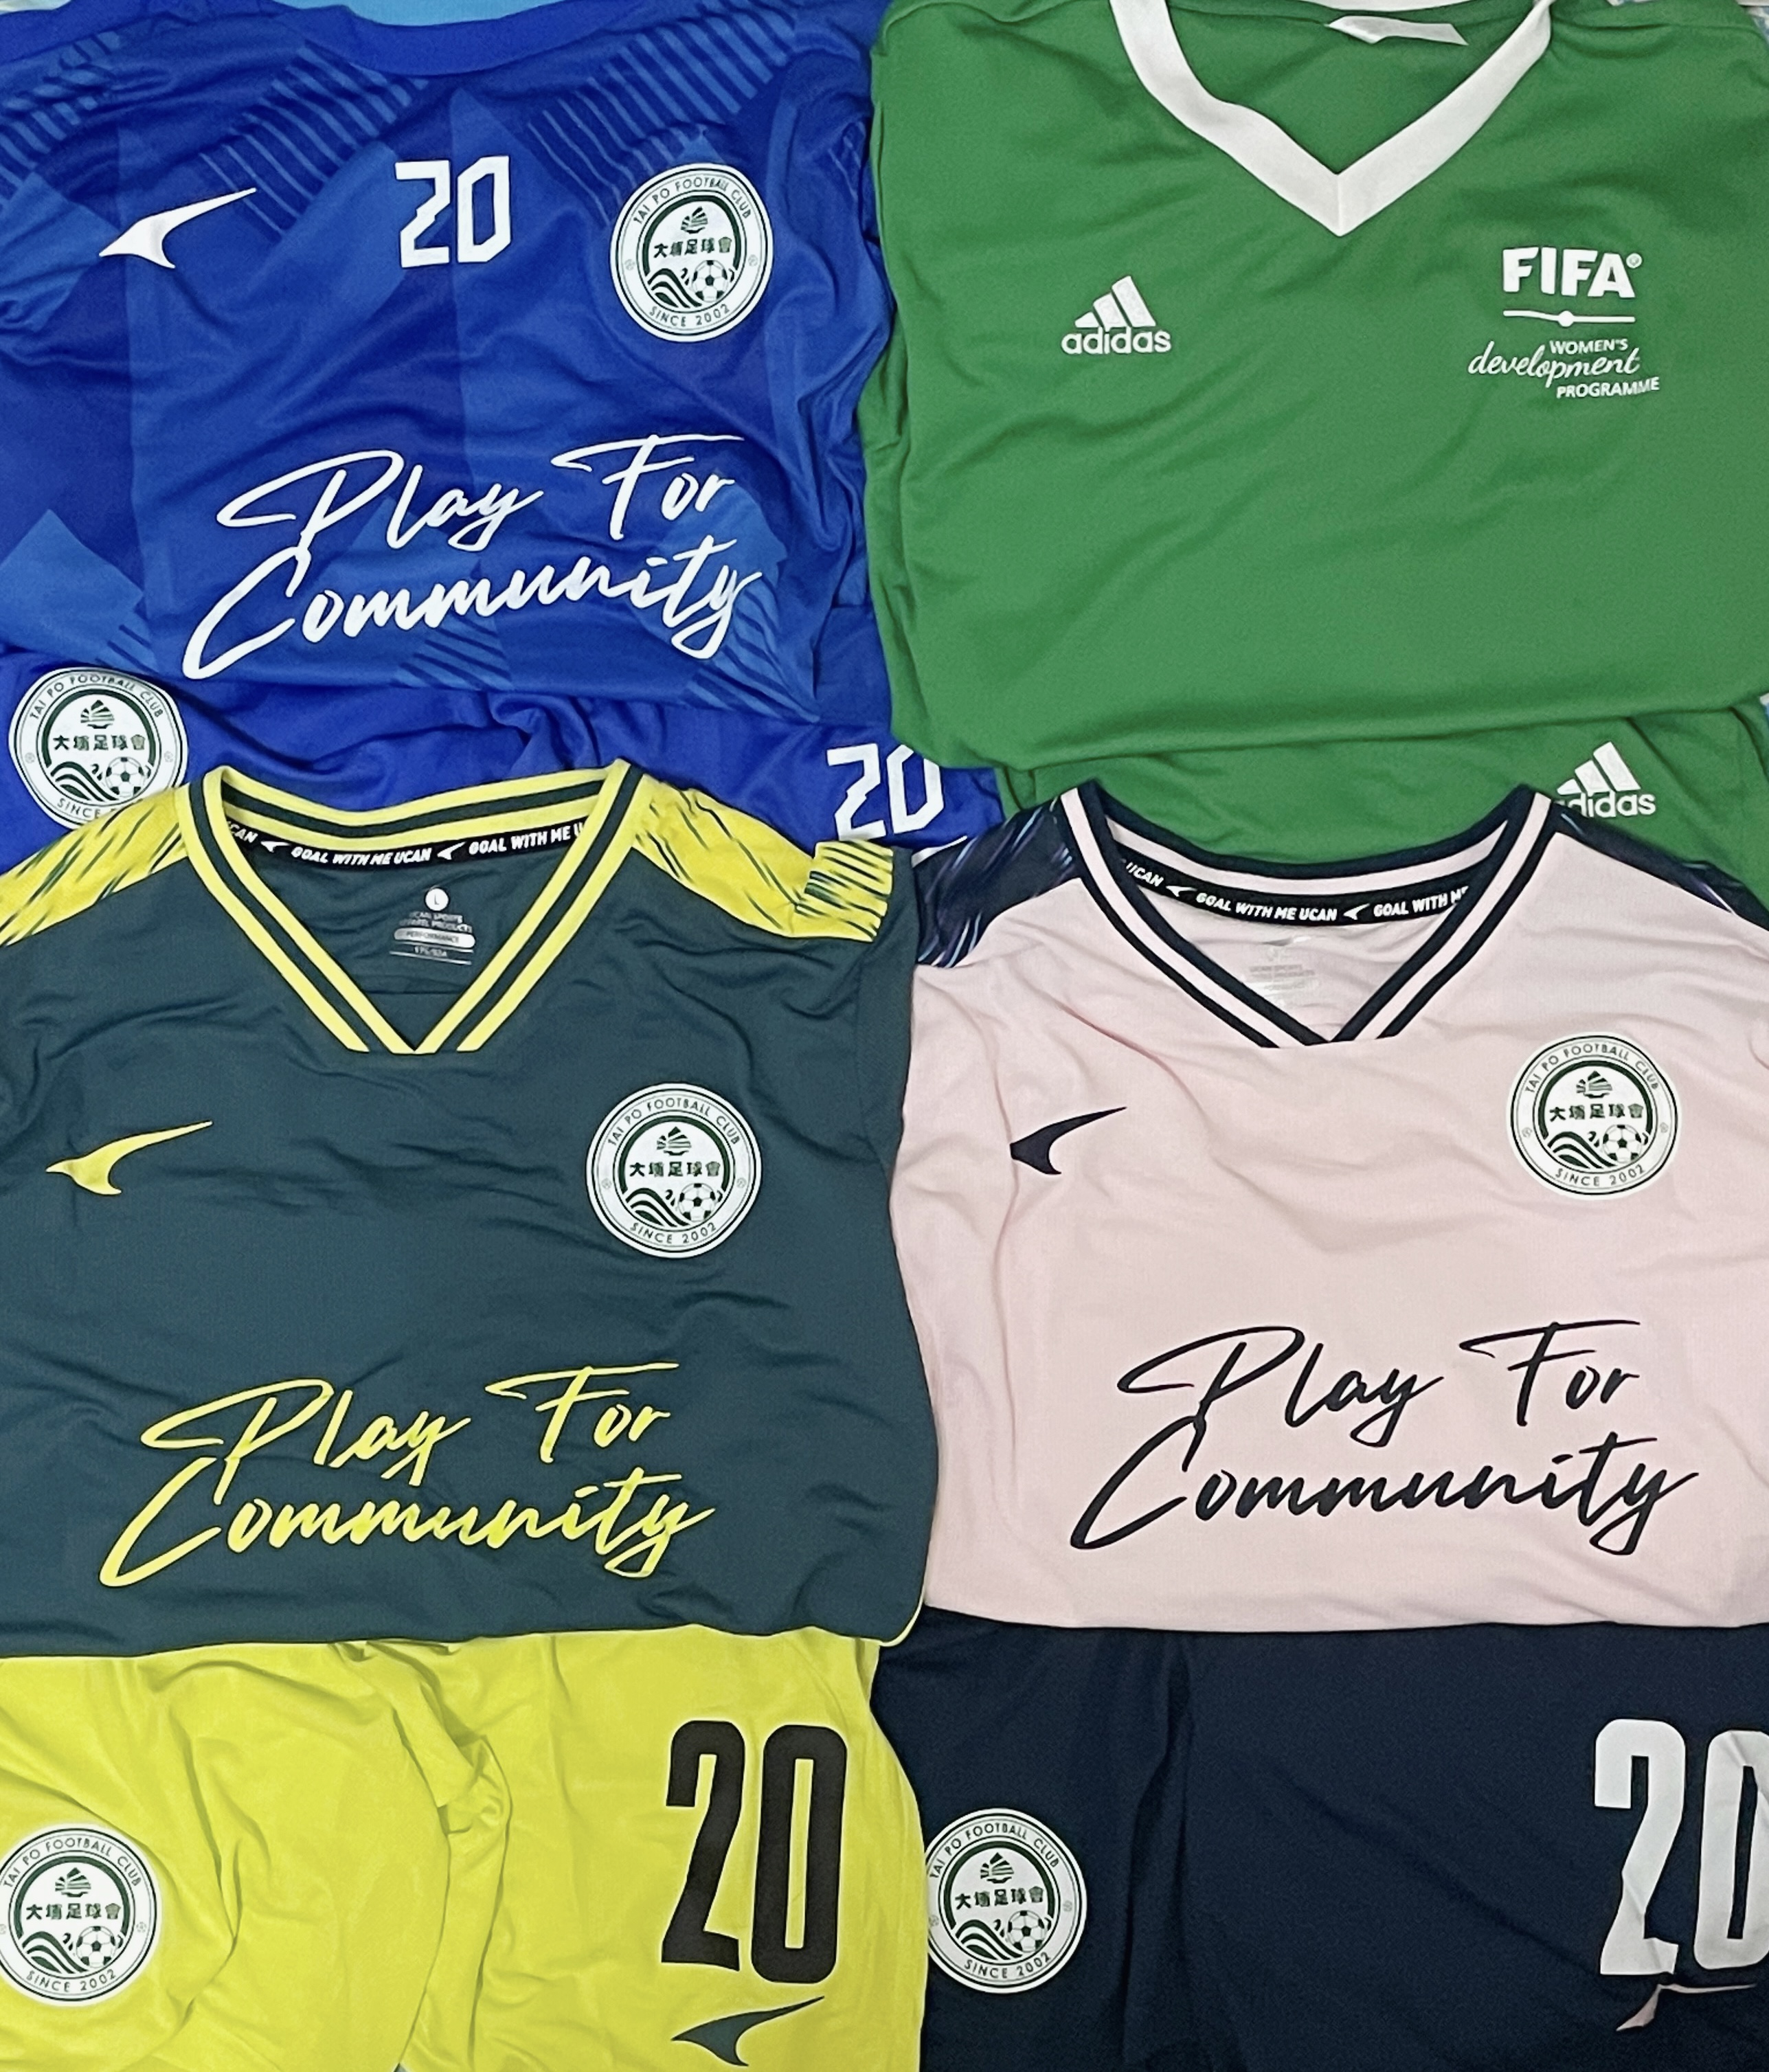 20
TAI PO FOOTBALL CLUB
大埔足球會
SINCE 2002
Play For
Community
FIFA®
WOMEN'S
development
PROGRAMME
adidas
TAI PO FOOTBALL CLUB
大埔足球會
20
adidas
GOAL WITH ME UCAN GOAL WITH ME U
L
UCAN SPORTS
APPAREL PRODUCTS
PERFORMANCE
TAI PO FOOTBALL CLUB
大埔足球會
SINCE 2002
Play For
Community
UCAN GOAL WITH ME UCAN GOAL WITH M
TAI PO FOOTBALL CLUB
大埔足球會
SINCE 2002
Play For
Community
20
TAI PO FOOTBALL CLUB
大埔足球會
SINCE 2002
20
TAI PO FOOTBALL CLUB
大埔足球會
SINCE 2002